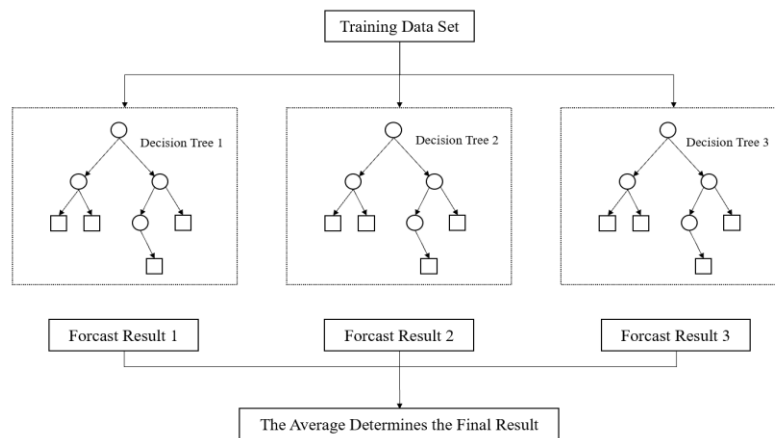 Training Data Set
Decision Tree 1
Decision Tree 2
Decision Tree 3
Forcast Result 1
Forcast Result 2
Forcast Result 3
The Average Determines the Final Result